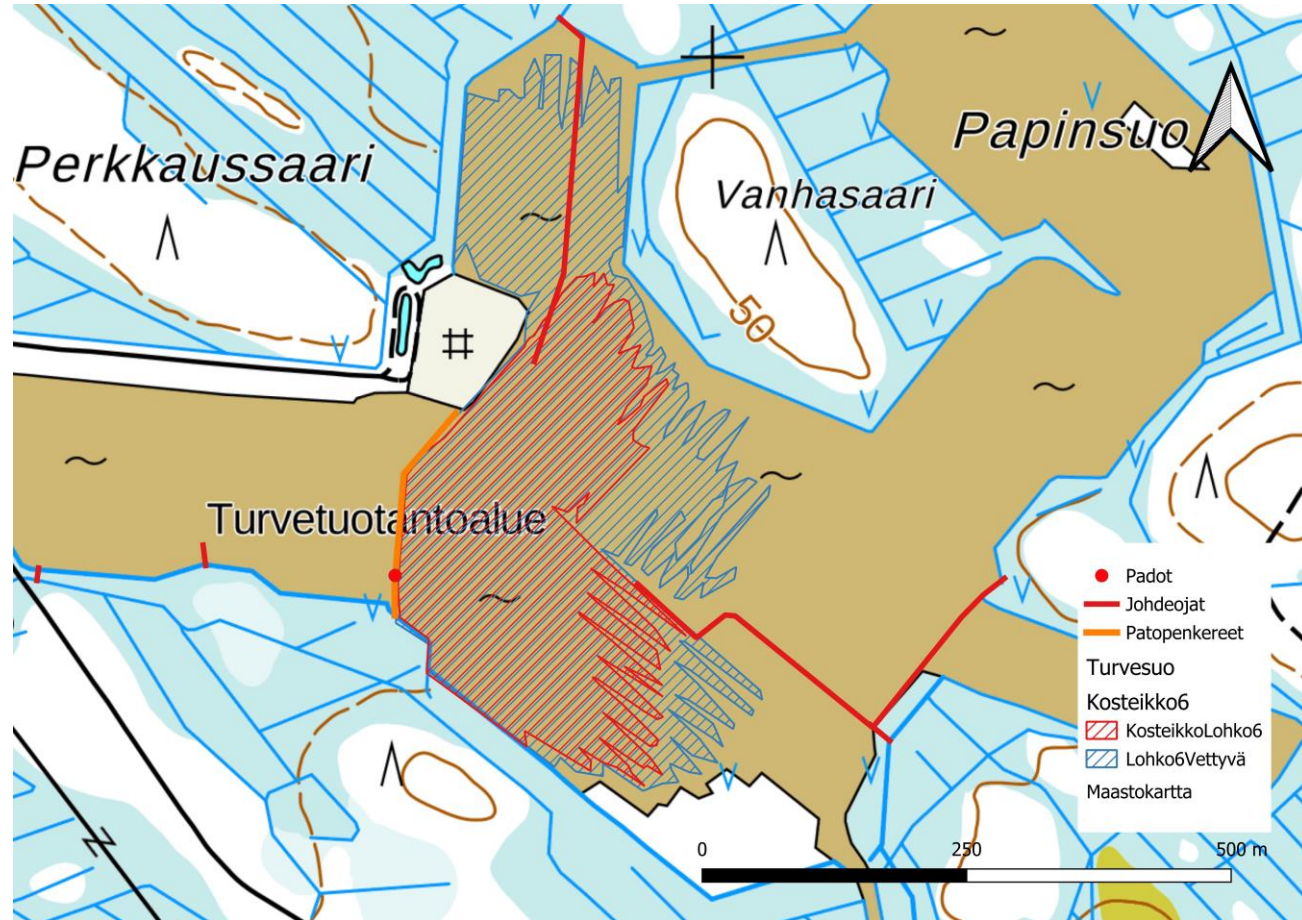 Papinsuo
Perkkaussaari
Vanhasaari
50
Turvetuotantoalue
Padot
Johdeojat
Patopenkereet
Turvesuo
Kosteikko6
KosteikkoLohko6
Lohko6Vettyvä
Maastokartta
0 250 500 m